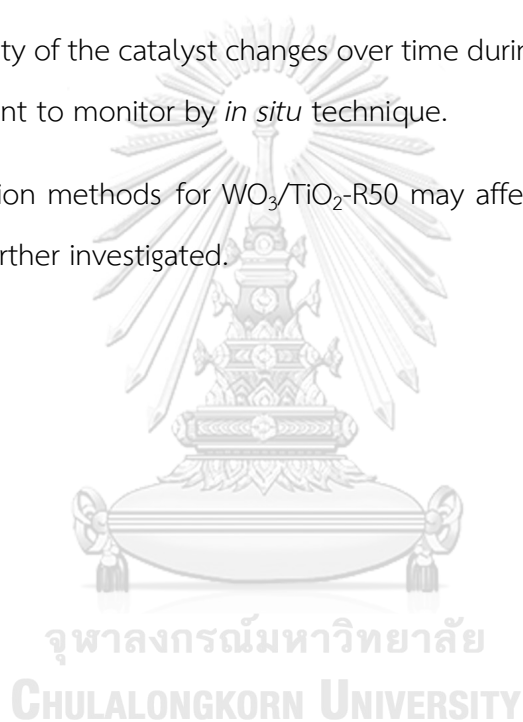 ty of the catalyst changes over time durin
nt to monitor by in situ technique.
ion methods for WO₃/TiO₂-R50 may affe
rther investigated.
จุฬาลงกรณ์มหาวิทยาลัย
CHULALONGKORN UNIVERSITY